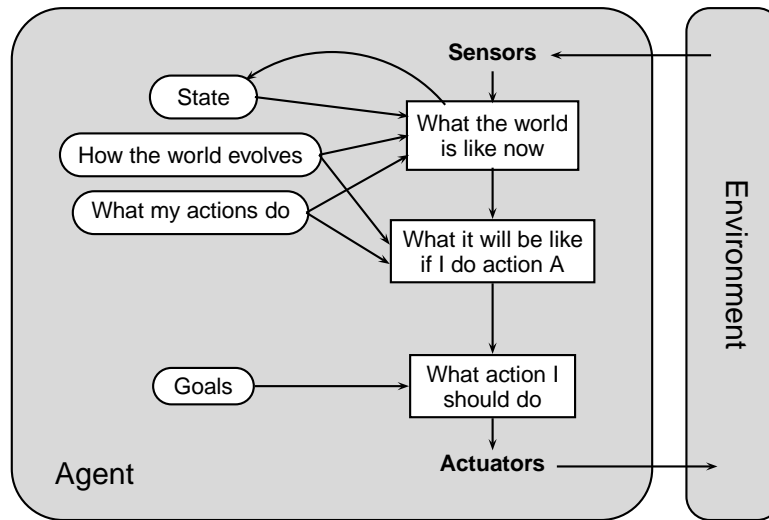 Sensors
State
What the world
is like now
How the world evolves
What my actions do
What it will be like
if I do action A
Goals
What action I
should do
Agent
Actuators
Environment